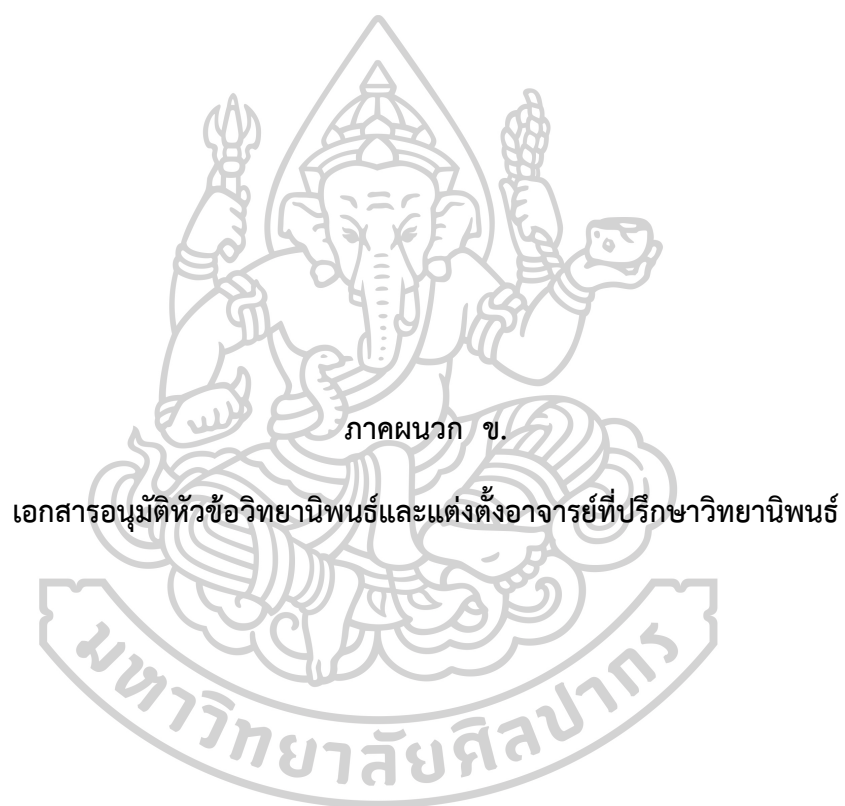 ภาคผนวก ข.
เอกสารอนุมัติหัวข้อวิทยานิพนธ์และแต่งตั้งอาจารย์ที่ปรึกษาวิทยานิพนธ์
มหาวิทยาลัยศิลปากร